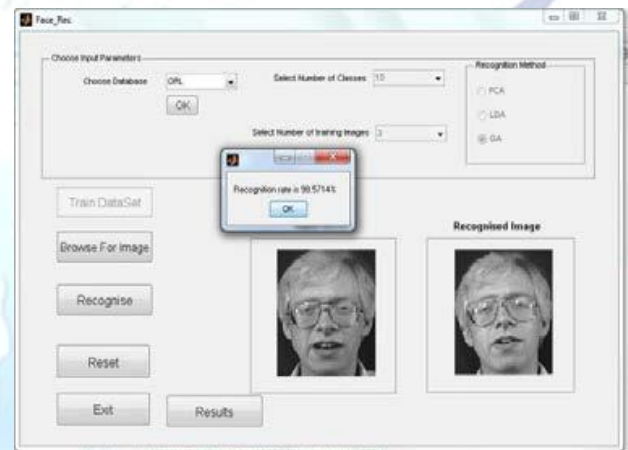 Face_Rec
Choose Input Parameters
Choose Database ORL Select Number of Classes 10
OK
Select Number of training Images 3
Recognition Method
PCA
LDA
GA
Recognition rate is 98.5714%
OK
Train DataSet
Browse For image
Recognise
Reset
Exit
Results
Recognised Image